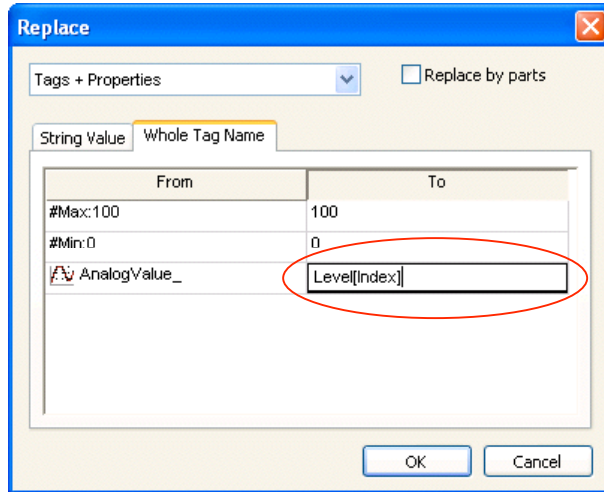 Replace
Tags + Properties
Replace by parts
String Value
Whole Tag Name
From To
#Max:100 100
#Min:0 0
AnalogValue_ Level[Index]
OK Cancel